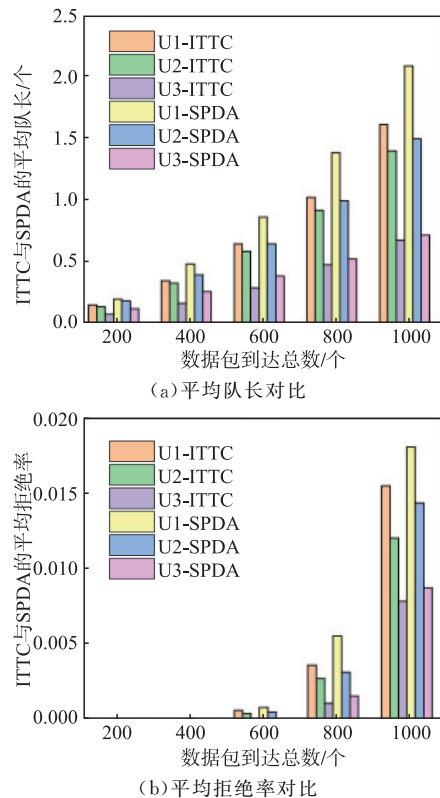 ITTC与SPDA的平均队长/个
2.5
2.0
1.5
1.0
0.5
0.0
U1-ITTC
U2-ITTC
U3-ITTC
U1-SPDA
U2-SPDA
U3-SPDA
200 400 600 800 1000
数据包到达总数/个
(a)平均队长对比
ITTC与SPDA的平均拒绝率
0.020
0.015
0.010
0.005
0.000
U1-ITTC
U2-ITTC
U3-ITTC
U1-SPDA
U2-SPDA
U3-SPDA
200 400 600 800 1000
数据包到达总数/个
(b)平均拒绝率对比